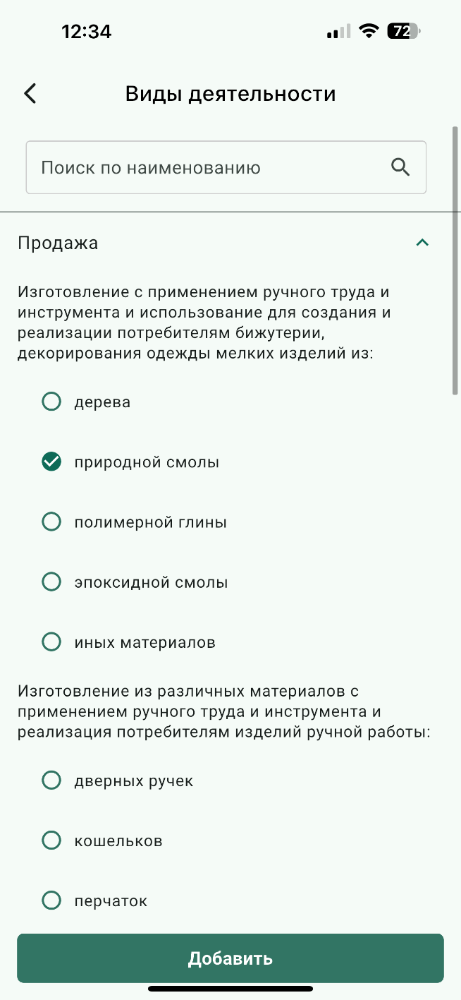 12:34
72
Виды деятельности
Поиск по наименованию
Продажа
Изготовление с применением ручного труда и
инструмента и использование для создания и
реализации потребителям бижутерии,
декорирования одежды мелких изделий из:
дерева
природной смолы
полимерной глины
эпоксидной смолы
иных материалов
Изготовление из различных материалов с
применением ручного труда и инструмента и
реализация потребителям изделий ручной работы:
дверных ручек
кошельков
перчаток
Добавить